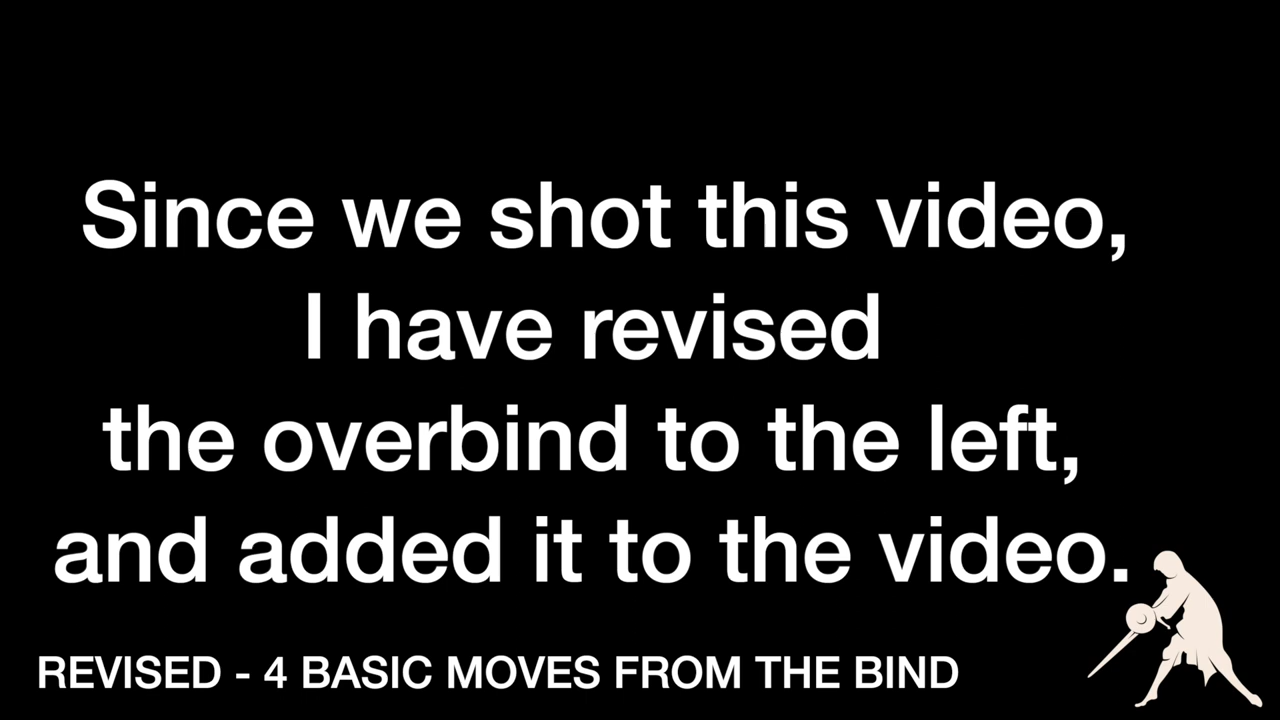 Since we shot this video,
I have revised
the overbind to the left,
and added it to the video.
REVISED - 4 BASIC MOVES FROM THE BIND